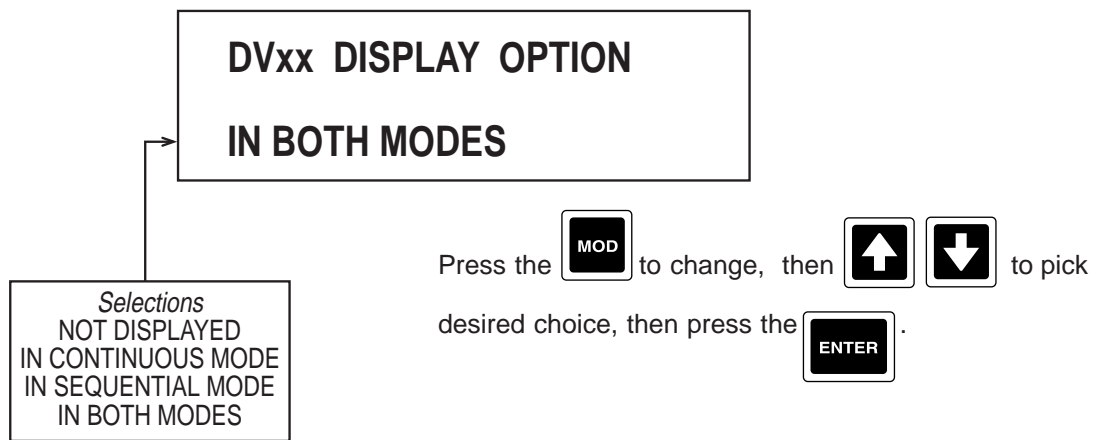 DVxx DISPLAY OPTION
IN BOTH MODES
Press the MOD to change, then to pick
desired choice, then press the ENTER .
Selections
NOT DISPLAYED
IN CONTINUOUS MODE
IN SEQUENTIAL MODE
IN BOTH MODES